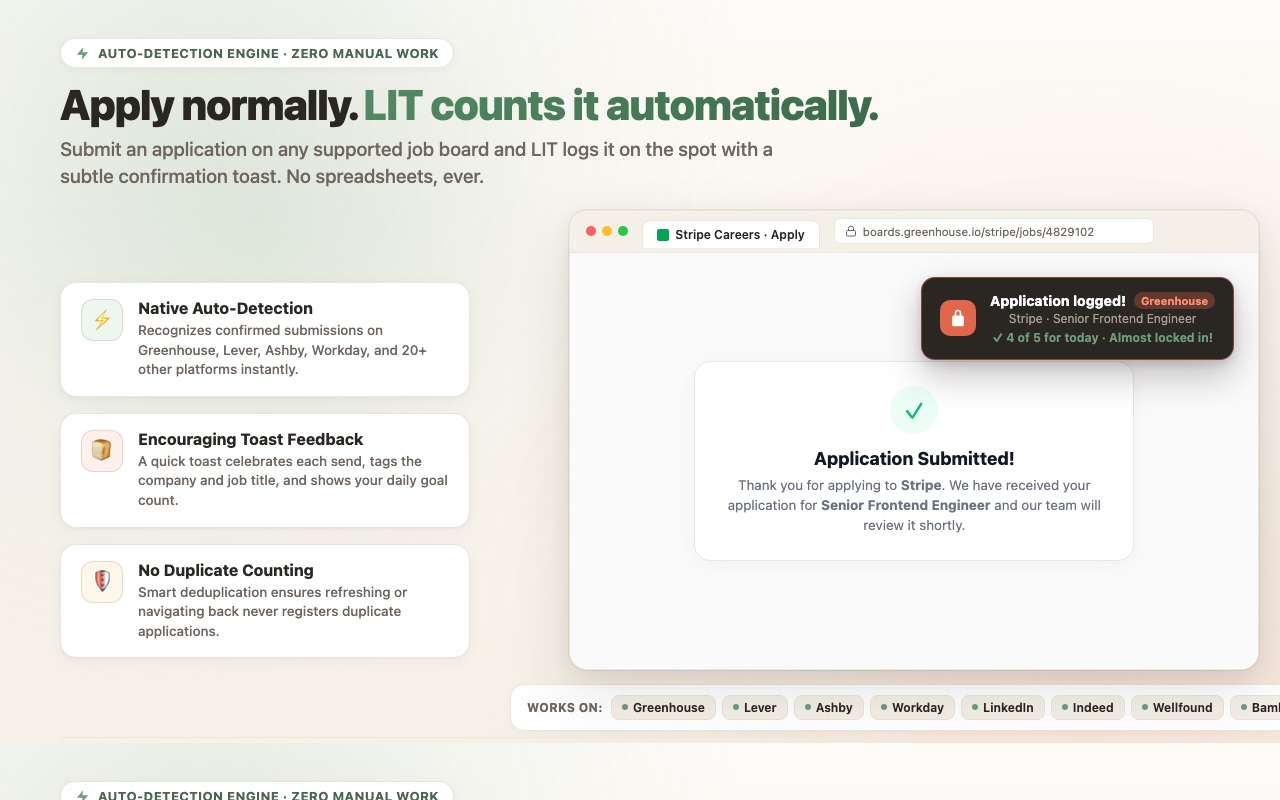 AUTO-DETECTION ENGINE · ZERO MANUAL WORK
Apply normally. LIT counts it automatically.
Submit an application on any supported job board and LIT logs it on the spot with a
subtle confirmation toast. No spreadsheets, ever.
Native Auto-Detection
Recognizes confirmed submissions on
Greenhouse, Lever, Ashby, Workday, and 20+
other platforms instantly.
Encouraging Toast Feedback
A quick toast celebrates each send, tags the
company and job title, and shows your daily goal
count.
No Duplicate Counting
Smart deduplication ensures refreshing or
navigating back never registers duplicate
applications.
Stripe Careers · Apply
boards.greenhouse.io/stripe/jobs/4829102
Application logged! Greenhouse
Stripe · Senior Frontend Engineer
✓ 4 of 5 for today · Almost locked in!
Application Submitted!
Thank you for applying to Stripe. We have received your
application for Senior Frontend Engineer and our team will
review it shortly.
WORKS ON: Greenhouse Lever Ashby Workday LinkedIn Indeed Wellfound
AUTO-DETECTION ENGINE · ZERO MANUAL WORK